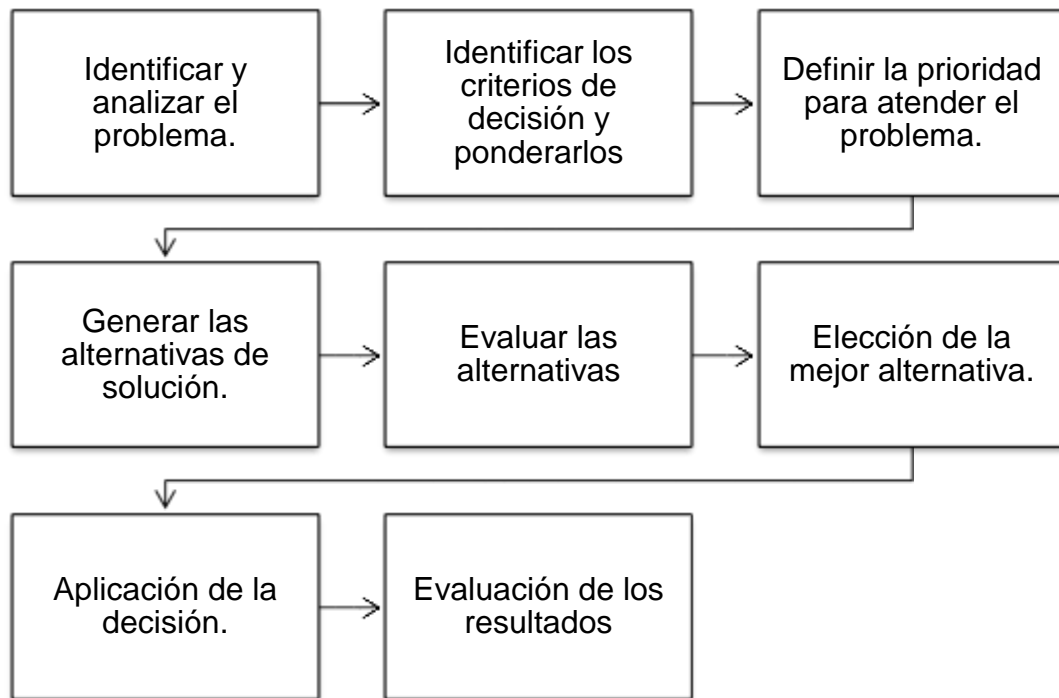 Identificar y
analizar el
problema.
Identificar los
criterios de
decisión y
ponderarlos
Definir la prioridad
para atender el
problema.
Generar las
alternativas de
solución.
Evaluar las
alternativas
Elección de la
mejor alternativa.
Aplicación de la
decisión.
Evaluación de los
resultados